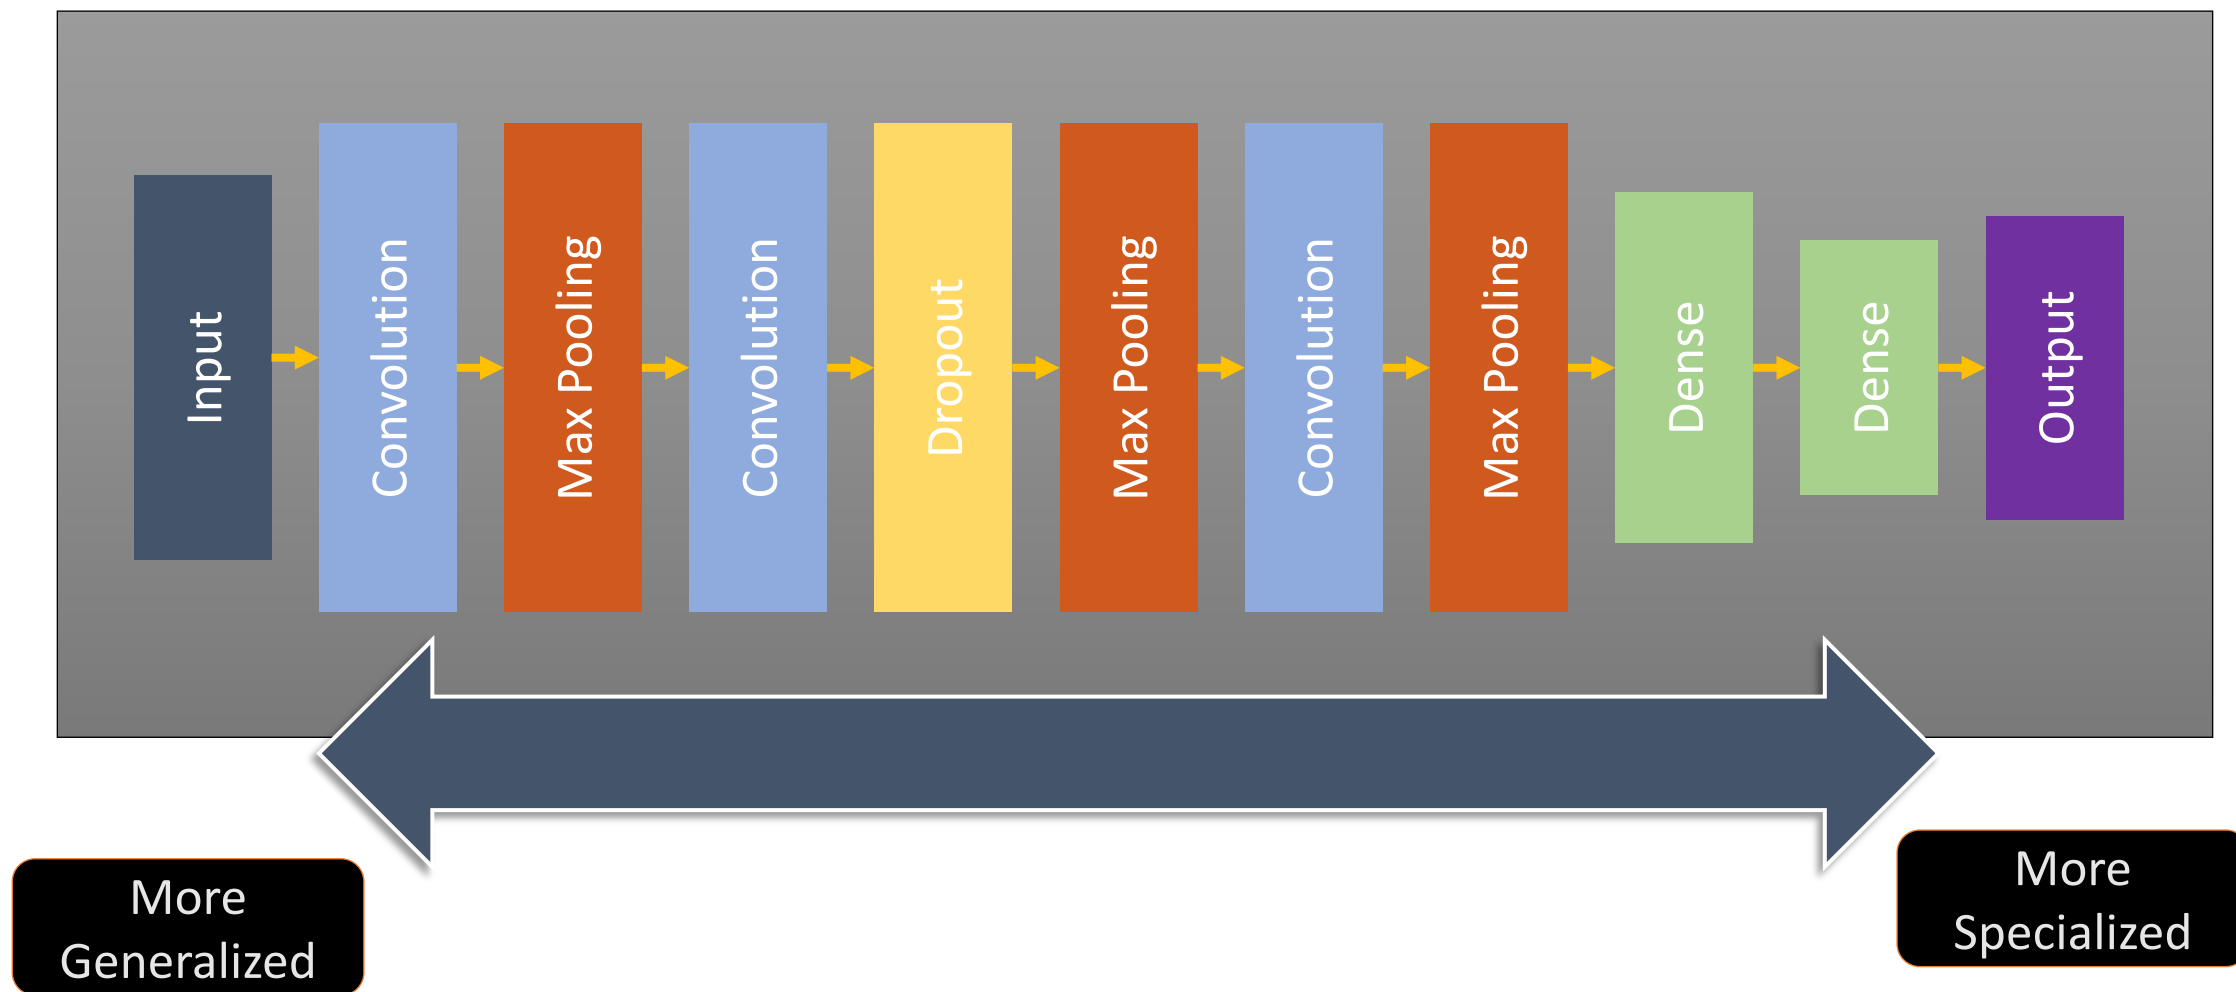 Input
Convolution
Max Pooling
Convolution
Dropout
Max Pooling
Convolution
Max Pooling
Dense
Dense
Output
More
Generalized
More
Specialized